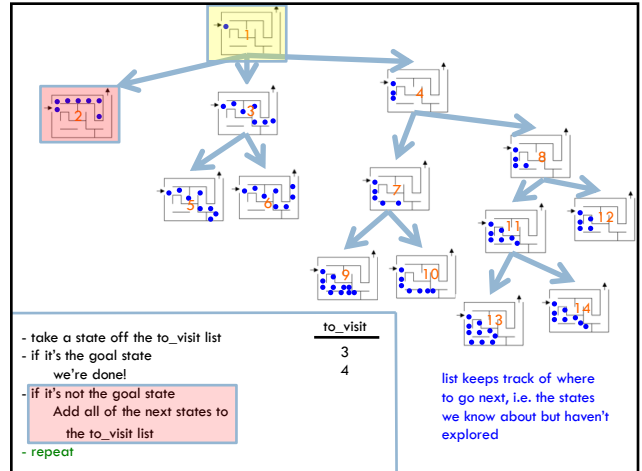 1
2
3
4
5
6
7
8
9
10
11
12
13
14
- take a state off the to_visit list
- if it's the goal state
we're done!
- if it's not the goal state
Add all of the next states to
the to_visit list
- repeat
to_visit
3
4
list keeps track of where
to go next, i.e. the states
we know about but haven't
explored